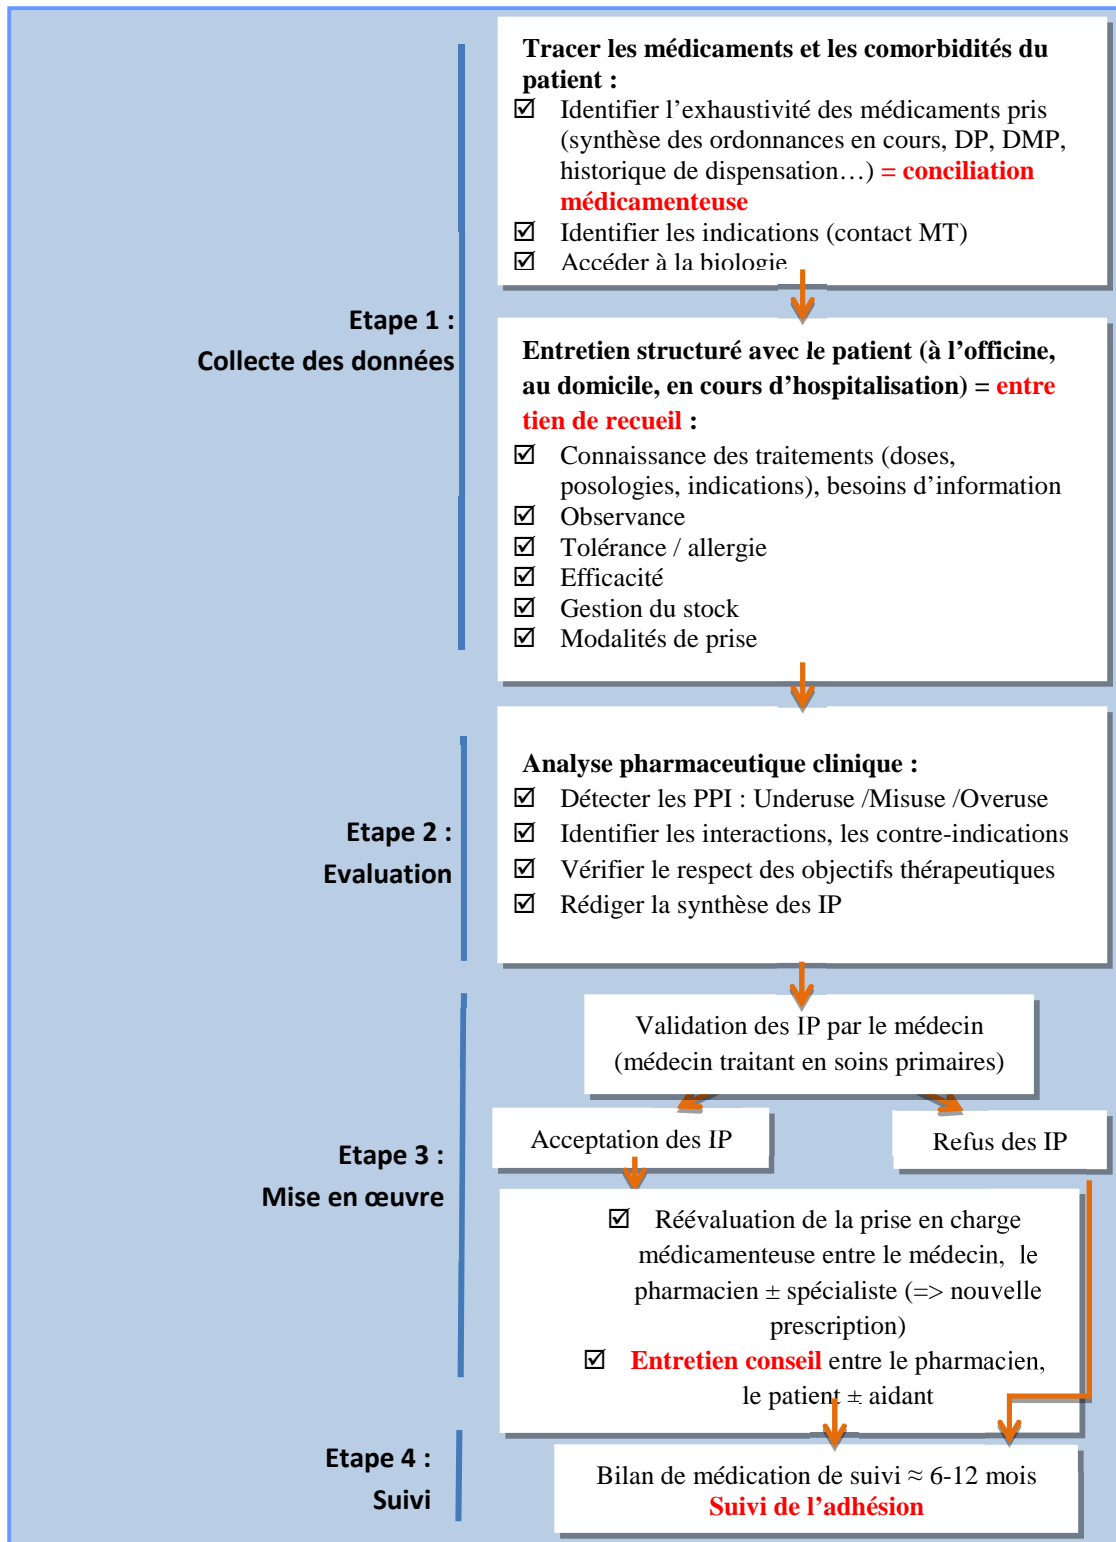 Tracer les médicaments et les comorbidités du
patient :
☑ Identifier l’exhaustivité des médicaments pris
(synthèse des ordonnances en cours, DP, DMP,
historique de dispensation…) = conciliation
médicamenteuse
☑ Identifier les indications (contact MT)
☑ Accéder à la biologie
Etape 1 :
Collecte des données
Entretien structuré avec le patient (à l’officine,
au domicile, en cours d’hospitalisation) = entre
tien de recueil :
☑ Connaissance des traitements (doses,
posologies, indications), besoins d’information
☑ Observance
☑ Tolérance / allergie
☑ Efficacité
☑ Gestion du stock
☑ Modalités de prise
Etape 2 :
Evaluation
Analyse pharmaceutique clinique :
☑ Détecter les PPI : Underuse /Misuse /Overuse
☑ Identifier les interactions, les contre-indications
☑ Vérifier le respect des objectifs thérapeutiques
☑ Rédiger la synthèse des IP
Etape 3 :
Mise en œuvre
Validation des IP par le médecin
(médecin traitant en soins primaires)
Acceptation des IP
Refus des IP
☑ Réévaluation de la prise en charge
médicamenteuse entre le médecin, le
pharmacien ± spécialiste (=> nouvelle
prescription)
☑ Entretien conseil entre le pharmacien,
le patient ± aidant
Etape 4 :
Suivi
Bilan de médication de suivi ≈ 6-12 mois
Suivi de l’adhésion